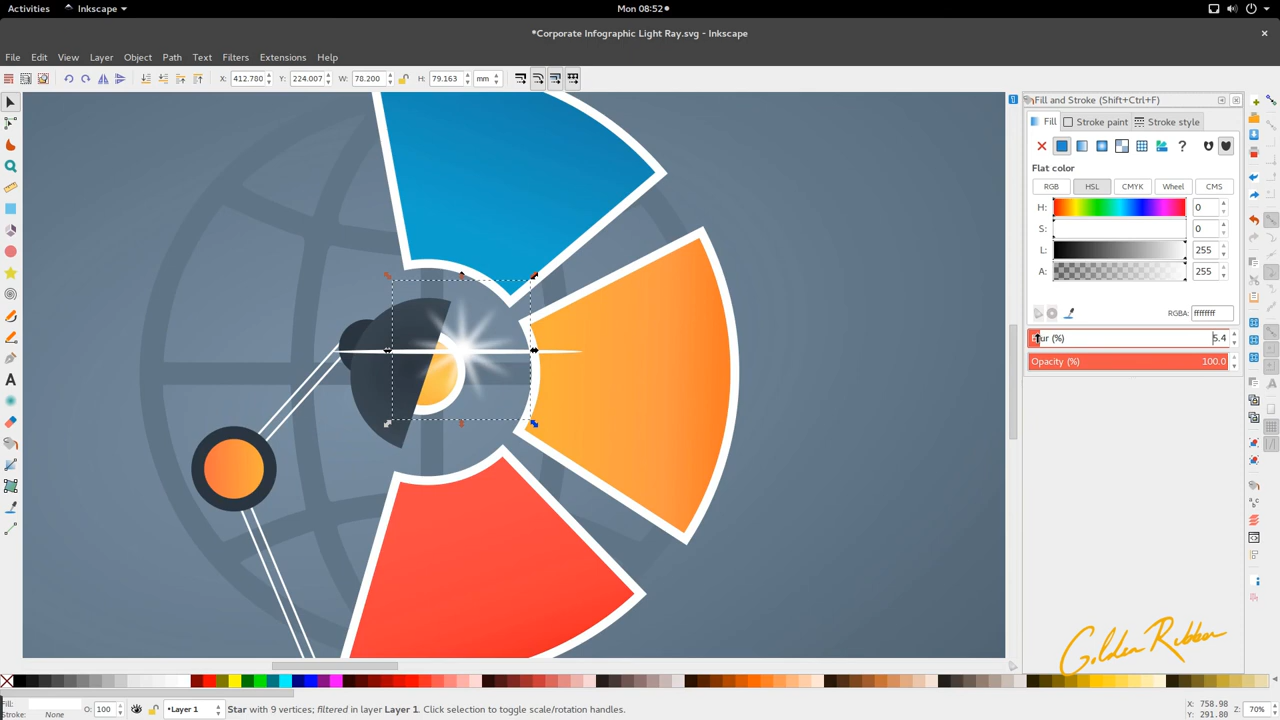 Activities Inkscape Mon 08:52
*Corporate Infographic Light Ray.svg - Inkscape
File Edit View Layer Object Path Text Filters Extensions Help
X: 412.780 Y: 224.007 W: 78.200 H: 79.163 mm
Fill and Stroke (Shift+Ctrl+F)
Fill Stroke paint Stroke style
?
Flat color
RGB HSL CMYK Wheel CMS
H: 0
S: 0
L: 255
A: 255
RGBA: ffffffff
Blur (%) 5.4
Opacity (%) 100.0
Golden Ribbon
Fill:
Stroke: None
O: 100
Layer 1
Star with 9 vertices; filtered in layer Layer 1. Click selection to toggle scale/rotation handles.
X: 758.98
Y: 291.80
Z: 70%